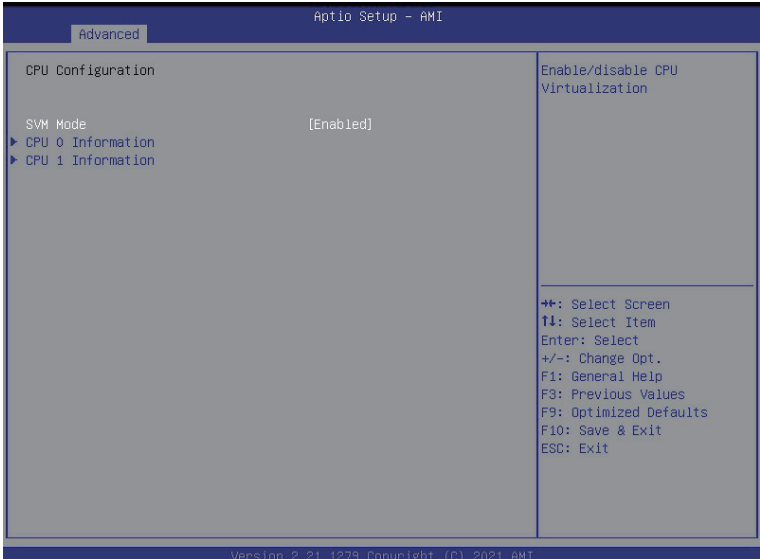 Aptio Setup – AMI
Advanced
CPU Configuration
SVM Mode [Enabled]
CPU 0 Information
CPU 1 Information
Enable/disable CPU
Virtualization
→←: Select Screen
↑↓: Select Item
Enter: Select
+/-: Change Opt.
F1: General Help
F3: Previous Values
F9: Optimized Defaults
F10: Save & Exit
ESC: Exit
Version 2.21.1279 Copyright (C) 2021 AMI